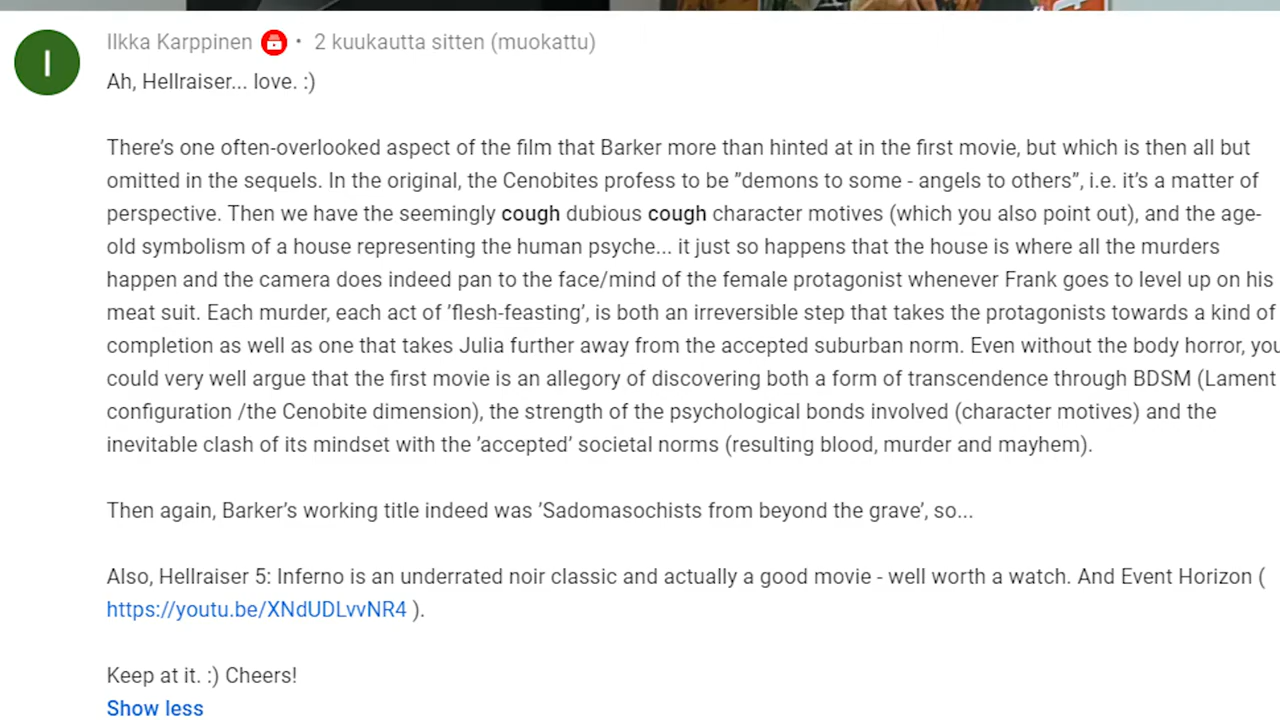 I
Ilkka Karppinen • 2 kuukautta sitten (muokattu)
Ah, Hellraiser... love. :)
There's one often-overlooked aspect of the film that Barker more than hinted at in the first movie, but which is then all but
omitted in the sequels. In the original, the Cenobites profess to be "demons to some - angels to others", i.e. it's a matter of
perspective. Then we have the seemingly cough dubious cough character motives (which you also point out), and the age-
old symbolism of a house representing the human psyche... it just so happens that the house is where all the murders
happen and the camera does indeed pan to the face/mind of the female protagonist whenever Frank goes to level up on his
meat suit. Each murder, each act of 'flesh-feasting', is both an irreversible step that takes the protagonists towards a kind of
completion as well as one that takes Julia further away from the accepted suburban norm. Even without the body horror, you
could very well argue that the first movie is an allegory of discovering both a form of transcendence through BDSM (Lament
configuration /the Cenobite dimension), the strength of the psychological bonds involved (character motives) and the
inevitable clash of its mindset with the 'accepted' societal norms (resulting blood, murder and mayhem).
Then again, Barker's working title indeed was 'Sadomasochists from beyond the grave', so...
Also, Hellraiser 5: Inferno is an underrated noir classic and actually a good movie - well worth a watch. And Event Horizon (
https://youtu.be/XNdUDLvvNR4 ).
Keep at it. :) Cheers!
Show less